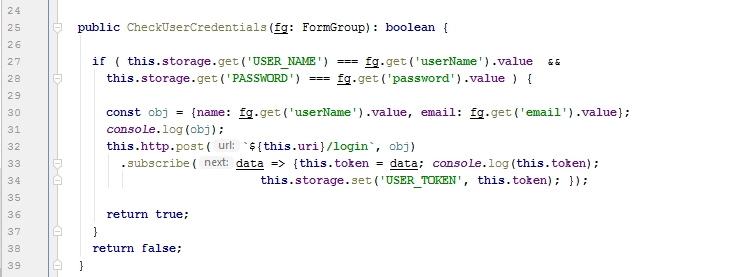 24
25 public CheckUserCredentials(fg: FormGroup): boolean {
26
27 if ( this.storage.get('USER_NAME') === fg.get('userName').value &&
28 this.storage.get('PASSWORD') === fg.get('password').value ) {
29
30 const obj = {name: fg.get('userName').value, email: fg.get('email').value};
31 console.log(obj);
32 this.http.post( url: `${this.uri}/login`, obj)
33 .subscribe( next: data => {this.token = data; console.log(this.token);
34 this.storage.set('USER_TOKEN', this.token); });
35
36 return true;
37 }
38 return false;
39 }